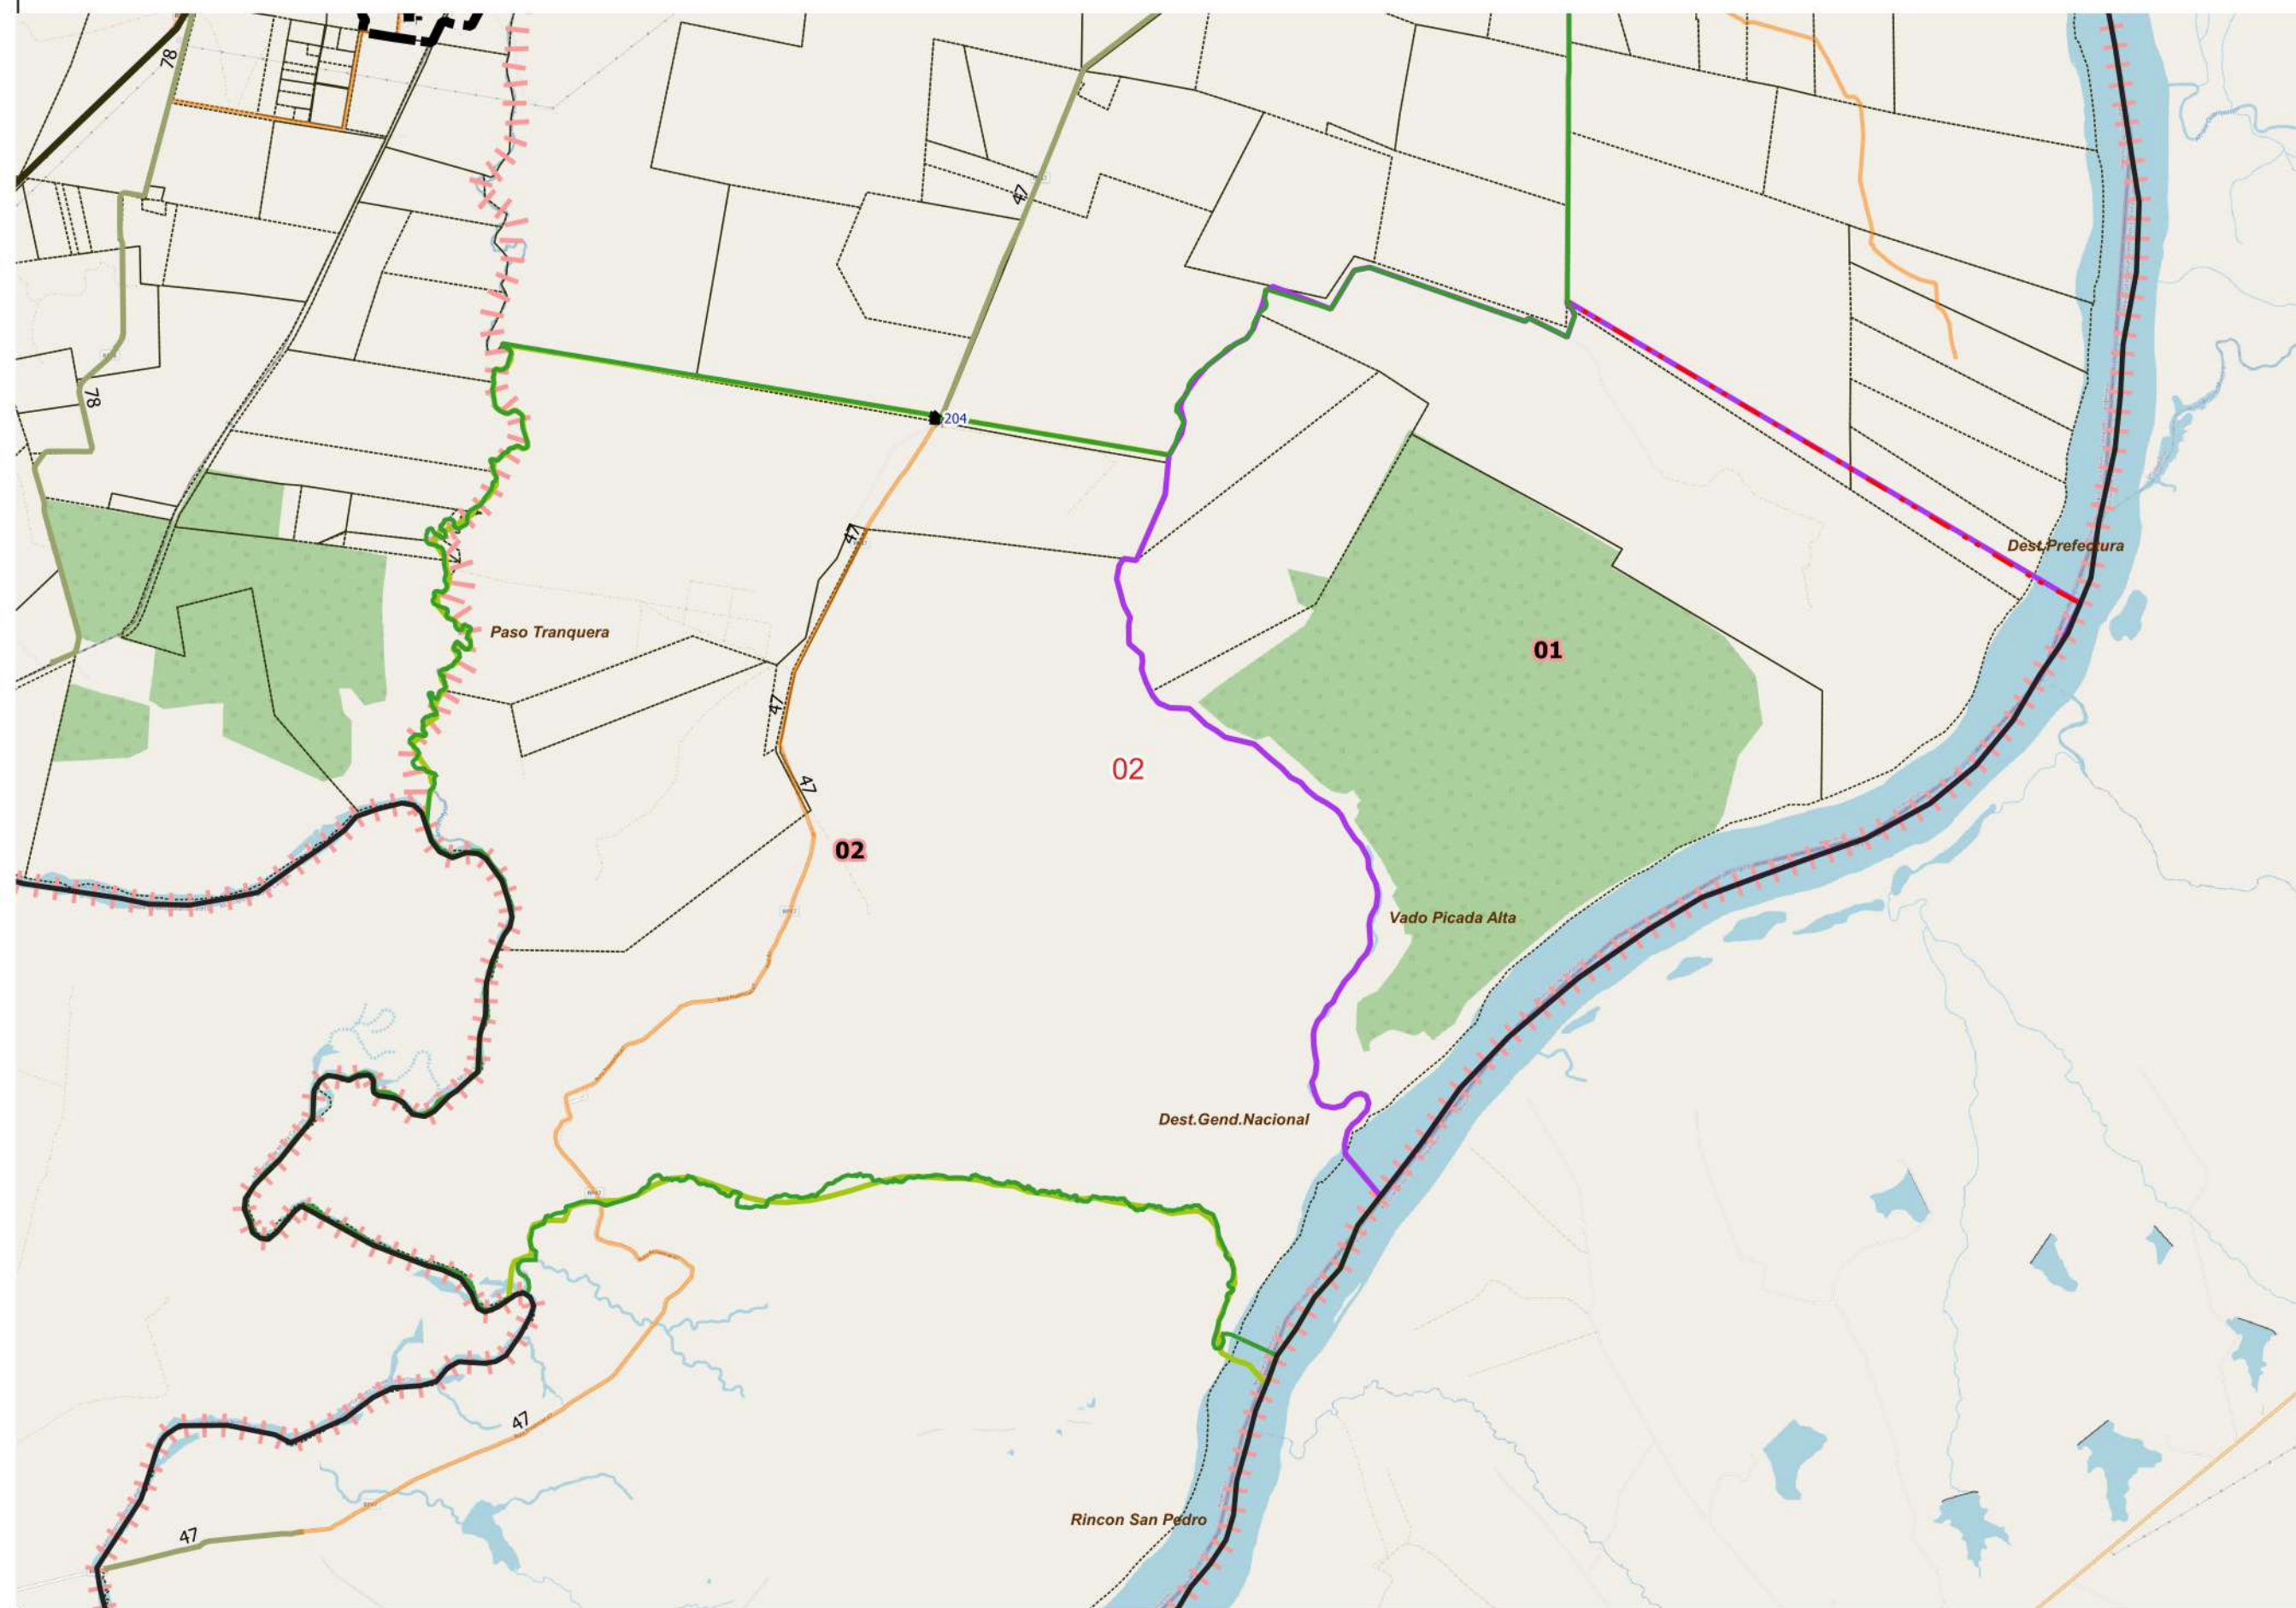 78
47
78
204
Dest.Prefectura
47
Paso Tranquera
01
47
02
47
02
Vado Picada Alta
Dest.Gend.Nacional
47
Rincon San Pedro
47